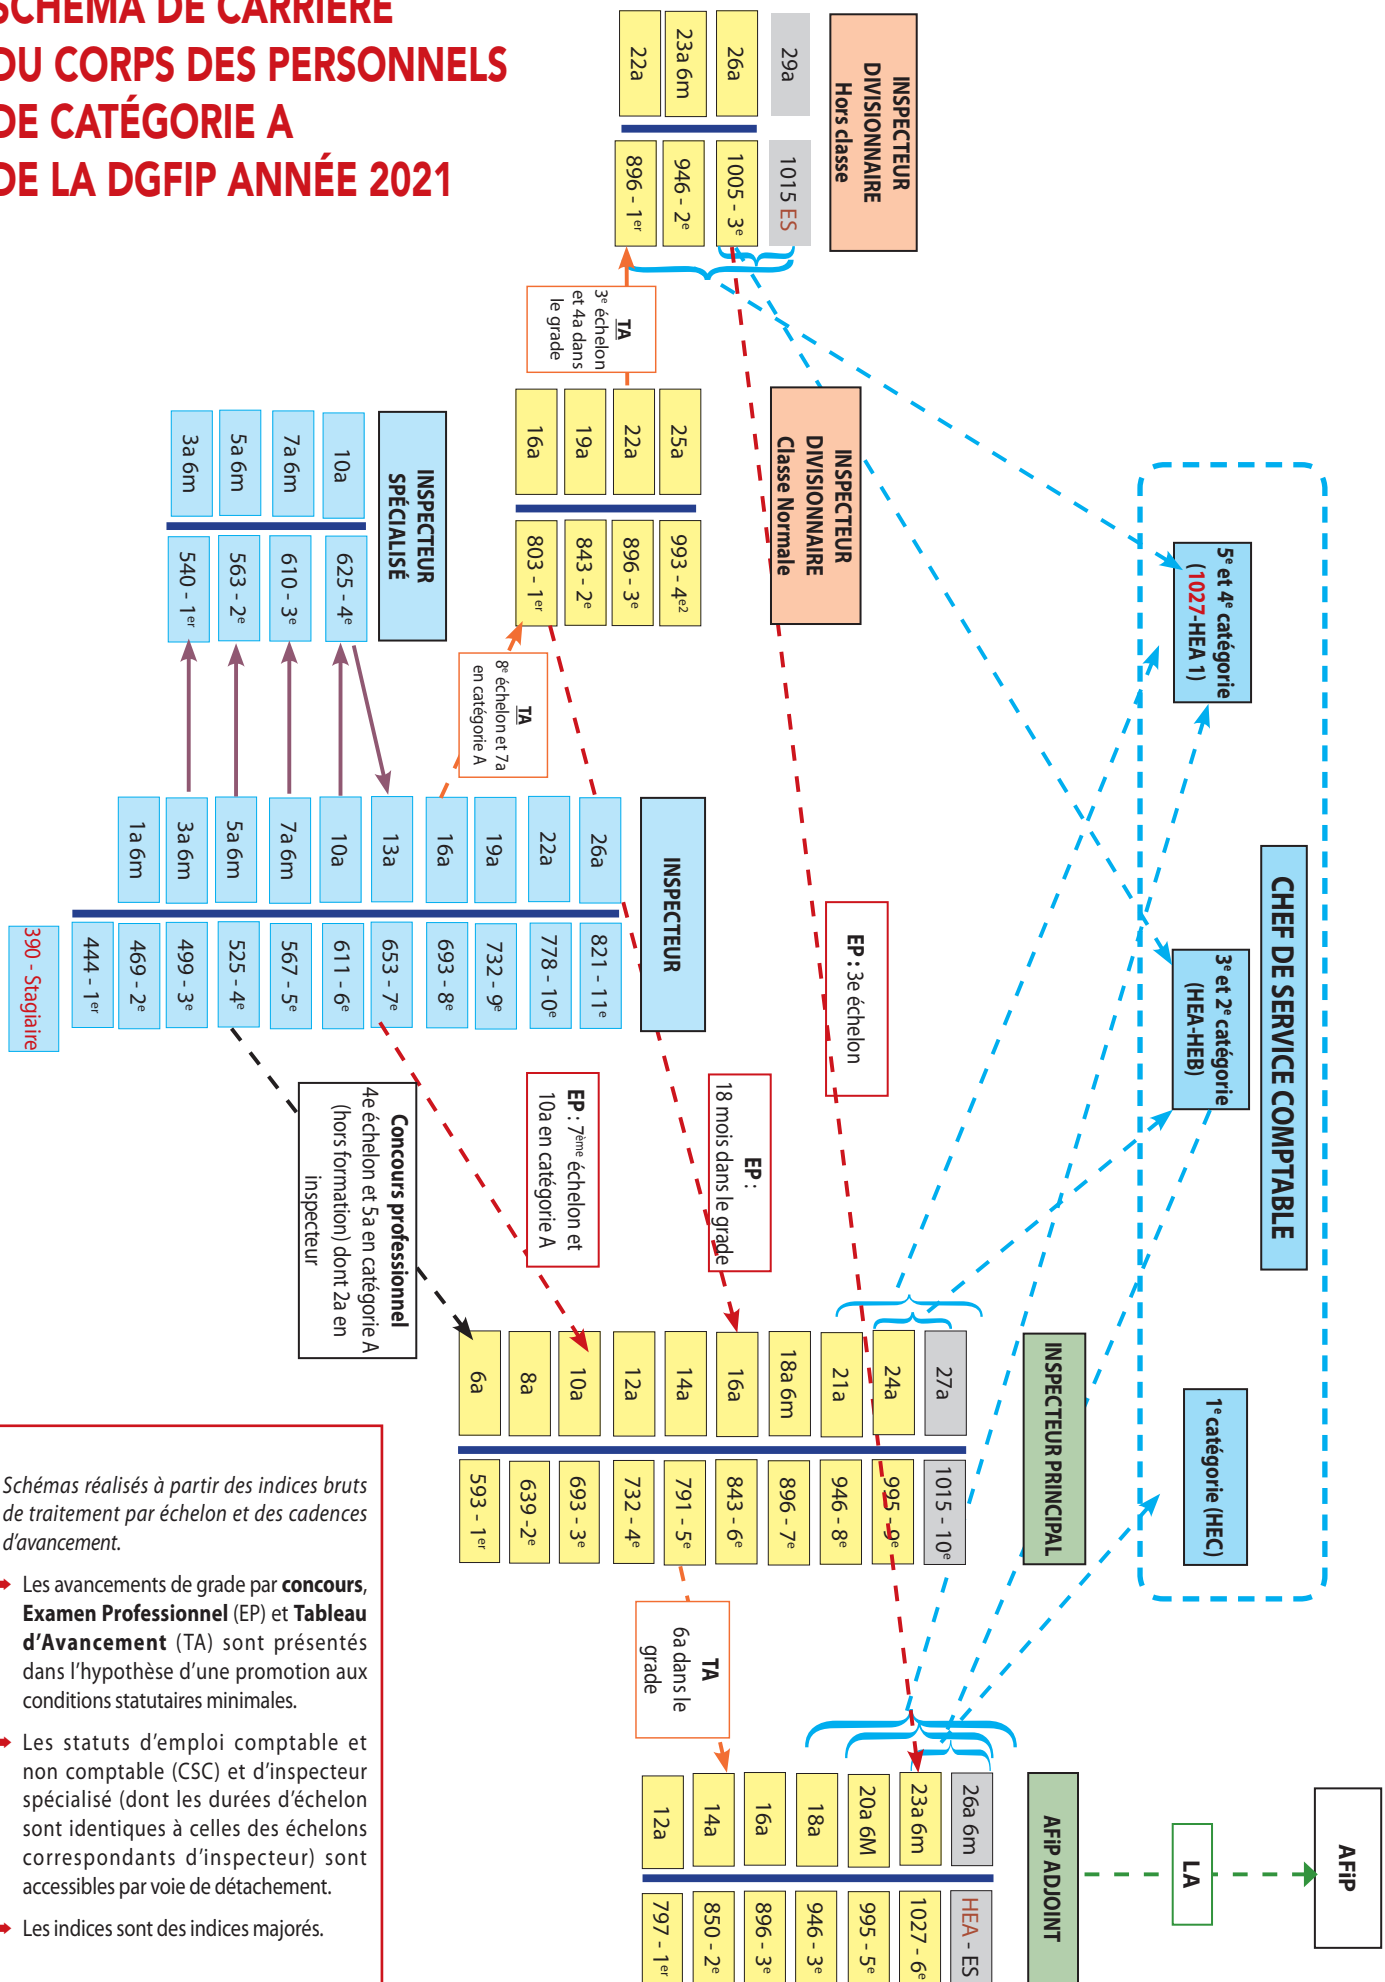 SCHÉMA DE CARRIÈRE
DU CORPS DES PERSONNELS
DE CATÉGORIE A
DE LA DGFIP ANNÉE 2021
INSPECTEUR
DIVISIONNAIRE
Hors classe
29a
1015 ES
26a
1005 - 3e
23a 6m
946 - 2e
22a
896 - 1er
TA
3e échelon
et 4a dans
le grade
INSPECTEUR
DIVISIONNAIRE
Classe Normale
25a
993 - 4e2
22a
896 - 3e
19a
843 - 2e
16a
803 - 1er
TA
8e échelon et 7a
en catégorie A
INSPECTEUR
SPÉCIALISÉ
10a
625 - 4e
7a 6m
610 - 3e
5a 6m
563 - 2e
3a 6m
540 - 1er
INSPECTEUR
26a
821 - 11e
22a
778 - 10e
19a
732 - 9e
16a
693 - 8e
13a
653 - 7e
10a
611 - 6e
7a 6m
567 - 5e
5a 6m
525 - 4e
3a 6m
499 - 3e
1a 6m
469 - 2e
444 - 1er
390 - Stagiaire
EP : 3e échelon
EP :
18 mois dans le grade
EP : 7ème échelon et
10a en catégorie A
Concours professionnel
4e échelon et 5a en catégorie A
(hors formation) dont 2a en
inspecteur
CHEF DE SERVICE COMPTABLE
5e et 4e catégorie
(1027-HEA 1)
3e et 2e catégorie
(HEA-HEB)
1e catégorie (HEC)
INSPECTEUR PRINCIPAL
27a
1015 - 10e
24a
995 - 9e
21a
946 - 8e
18a 6m
896 - 7e
16a
843 - 6e
14a
791 - 5e
12a
732 - 4e
10a
693 - 3e
8a
639 -2e
6a
593 - 1er
TA
6a dans le
grade
AFiP ADJOINT
26a 6m
HEA - ES
23a 6m
1027 - 6e
20a 6M
995 - 5e
18a
946 - 3e
16a
896 - 3e
14a
850 - 2e
12a
797 - 1er
LA
AFiP
Schémas réalisés à partir des indices bruts
de traitement par échelon et des cadences
d'avancement.
Les avancements de grade par concours,
Examen Professionnel (EP) et Tableau
d'Avancement (TA) sont présentés
dans l'hypothèse d'une promotion aux
conditions statutaires minimales.
Les statuts d'emploi comptable et
non comptable (CSC) et d'inspecteur
spécialisé (dont les durées d'échelon
sont identiques à celles des échelons
correspondants d'inspecteur) sont
accessibles par voie de détachement.
Les indices sont des indices majorés.